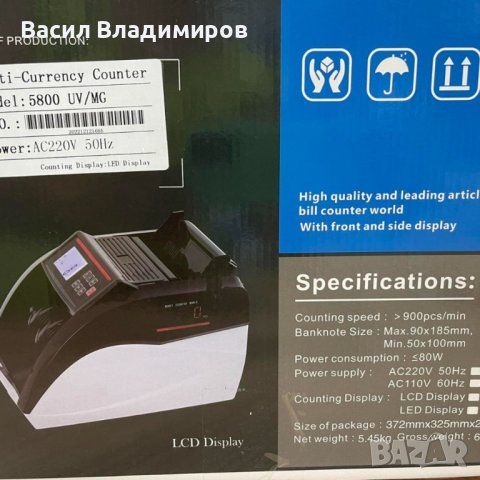 Васил Владимиров
F PRODUCTION:
ti-Currency Counter
del:5800 UV/MG
O.:
ower:AC220V 50Hz
Counting Display:LED Display
High quality and leading articl
bill counter world
With front and side display
Specifications:
Counting speed : >900pcs/min
Banknote Size : Max.90x185mm,
Min.50x100mm
Power consumption : ≤80W
Power supply : AC220V 50Hz
AC110V 60Hz
Counting Display : LCD Display
LED Display
Size of package : 372mmx325mmx2
Net weight : 5.45kg Gross weight : 6
LCD Display
BAZAR